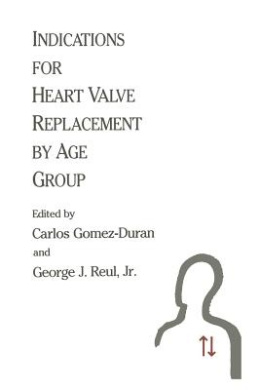 INDICATIONS
FOR
HEART VALVE
REPLACEMENT
BY AGE
GROUP
Edited by
Carlos Gomez-Duran
and
George J. Reul, Jr.